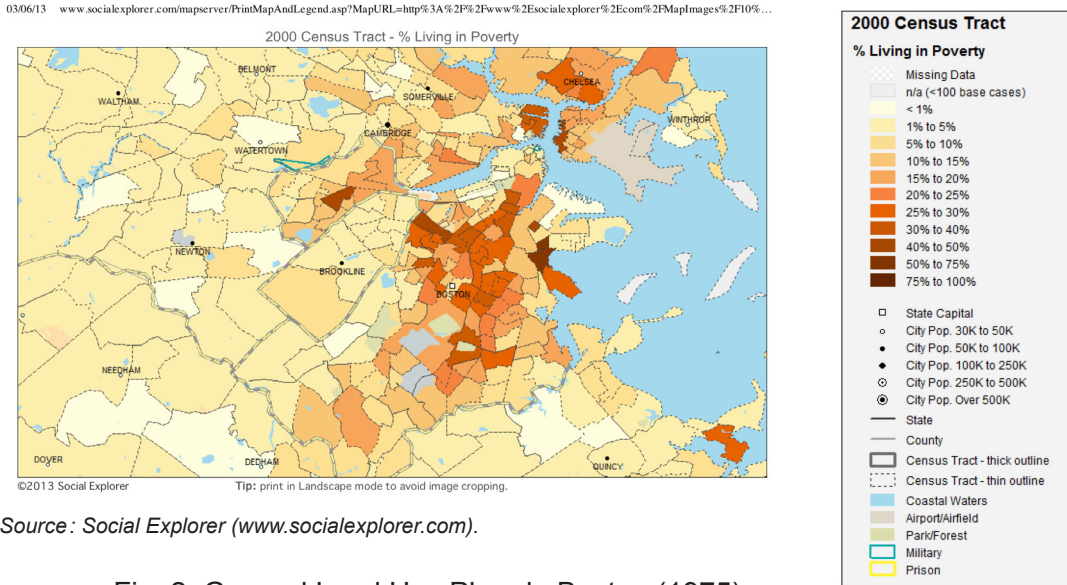 03/06/13 www.socialexplorer.com/mapserver/PrintMapAndLegend.asp?MapURL=http%3A%2F%2Fwww%2Esocialexplorer%2Ecom%2FMapImages%2F10%…
2000 Census Tract - % Living in Poverty
BELMONT
CHELSEA
WALTHAM
SOMERVILLE
WINTHROP
CAMBRIDGE
WATERTOWN
NEWTON
BROOKLINE
BOSTON
NEEDHAM
DOVER
DEDHAM
QUINCY
©2013 Social Explorer
Tip: print in Landscape mode to avoid image cropping.
Source: Social Explorer (www.socialexplorer.com).
2000 Census Tract
% Living in Poverty
Missing Data
n/a (<100 base cases)
< 1%
1% to 5%
5% to 10%
10% to 15%
15% to 20%
20% to 25%
25% to 30%
30% to 40%
40% to 50%
50% to 75%
75% to 100%
State Capital
City Pop. 30K to 50K
City Pop. 50K to 100K
City Pop. 100K to 250K
City Pop. 250K to 500K
City Pop. Over 500K
State
County
Census Tract - thick outline
Census Tract - thin outline
Coastal Waters
Airport/Airfield
Park/Forest
Military
Prison